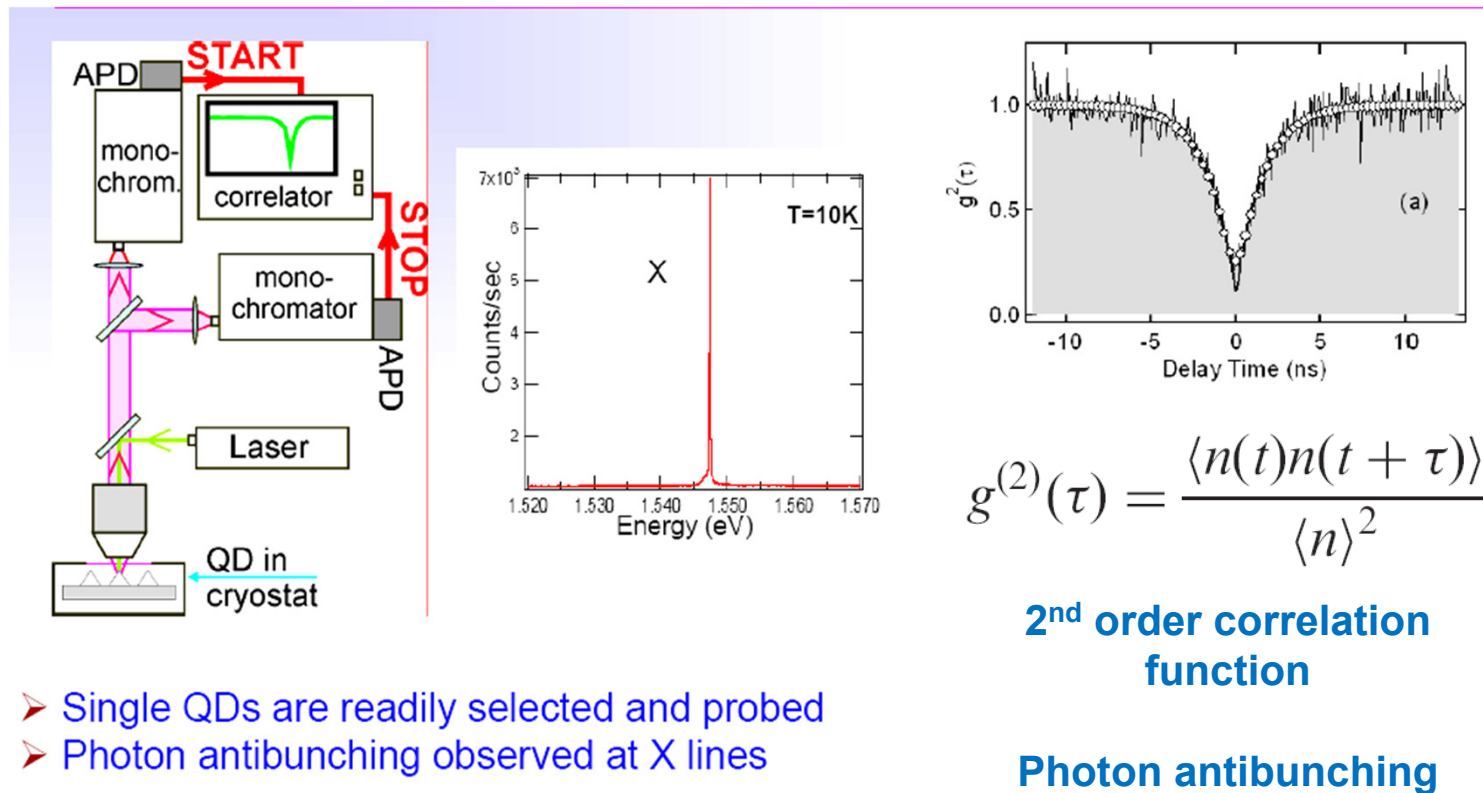 START
APD
mono-
chrom.
correlator
STOP
mono-
chromator
APD
Laser
QD in
cryostat
7x10³
6
5
4
3
2
Counts/sec
T=10K
X
1.520 1.530 1.540 1.550 1.560 1.570
Energy (eV)
1.0
0.5
0.0
g²(τ)
(a)
-10 -5 0 5 10
Delay Time (ns)
g⁽²⁾(τ) = ⟨n(t)n(t + τ)⟩ / ⟨n⟩²
2nd order correlation
function
Photon antibunching
➢ Single QDs are readily selected and probed
➢ Photon antibunching observed at X lines